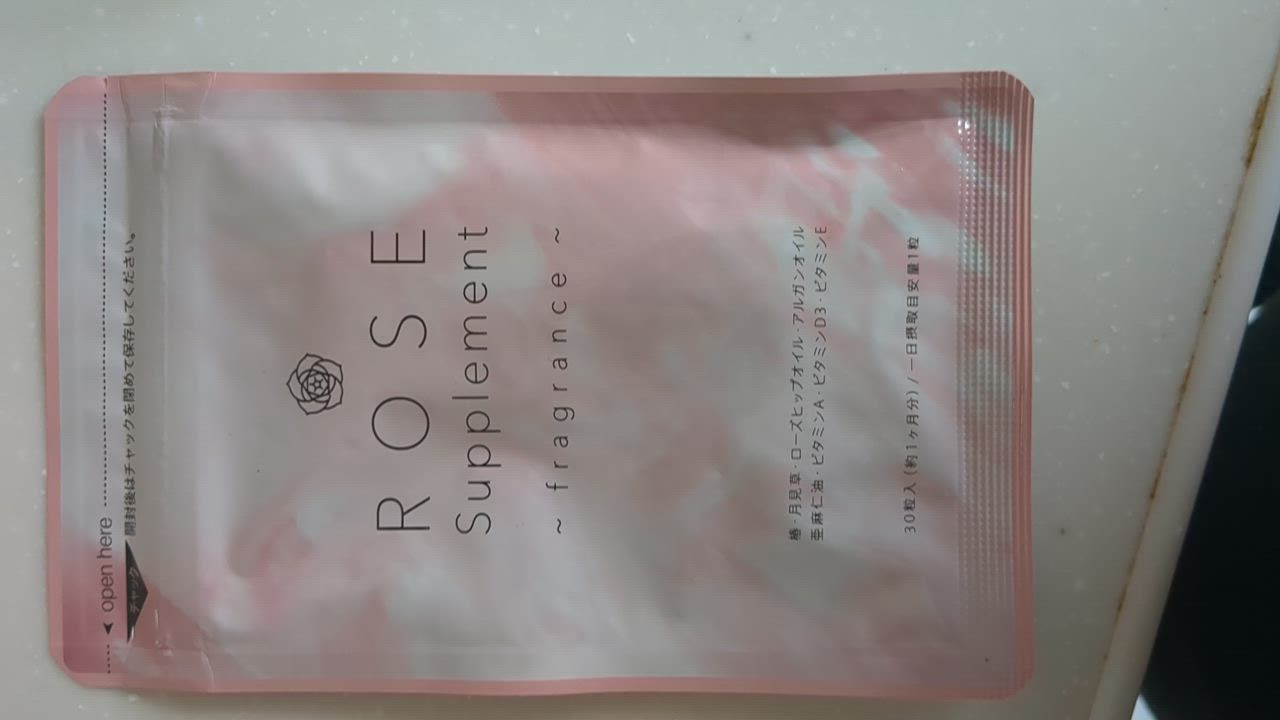 ◀ open here
チャック
開封後はチャックを閉めて保存してください。
ROSE
Supplement
~ fragrance ~
椿・月見草・ローズヒップオイル・アルガンオイル
亜麻仁油・ビタミンA・ビタミンD3・ビタミンE
30粒入 (約1ヶ月分) / 一日摂取目安量1粒